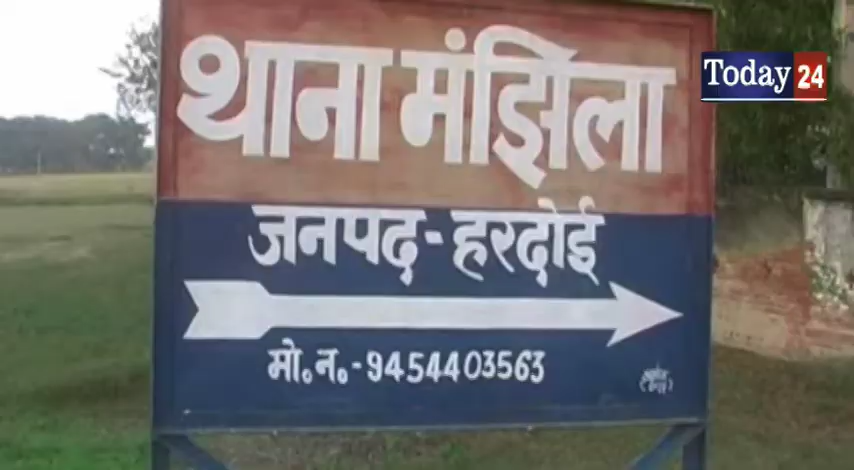 थाना मंझिला
Today 24
जनपद-हरदोई
मो०न०-9454403563